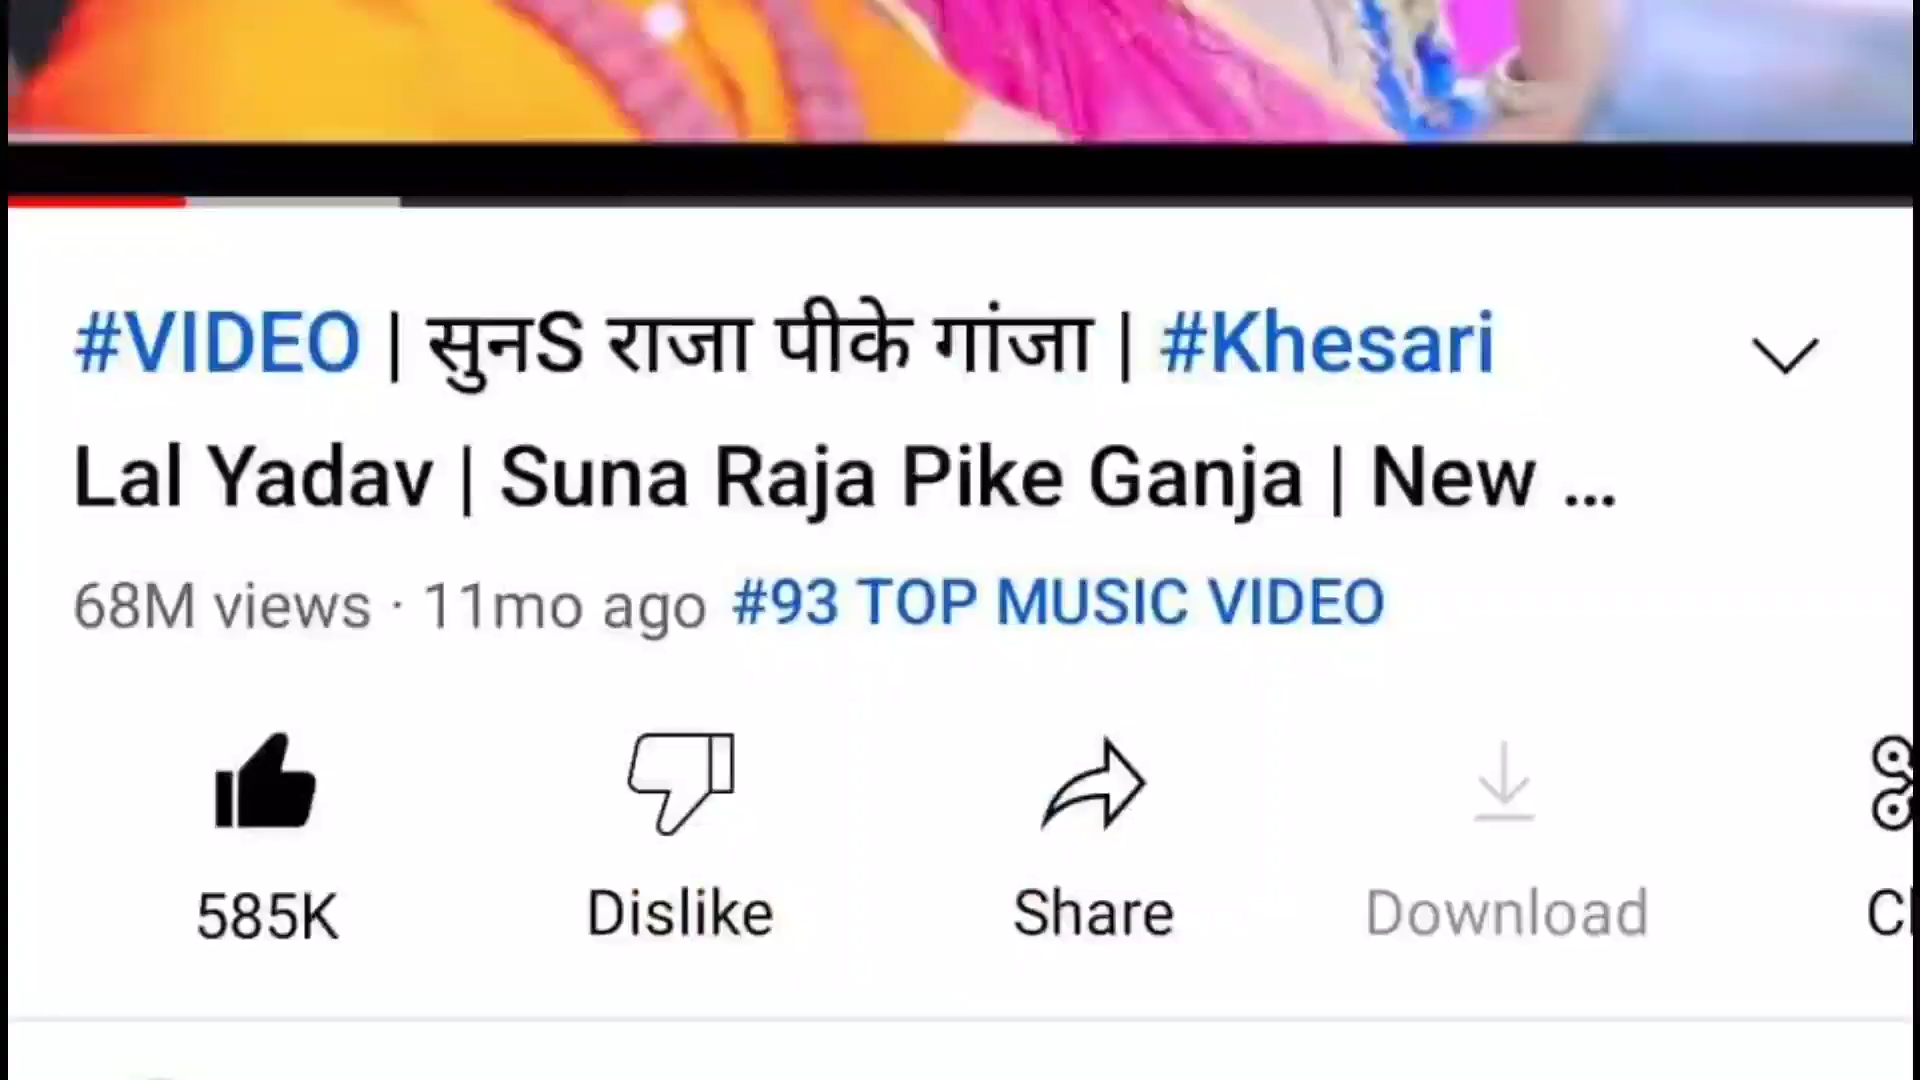 #VIDEO | सुनS राजा पीके गांजा | #Khesari
Lal Yadav | Suna Raja Pike Ganja | New ...
68M views · 11mo ago #93 TOP MUSIC VIDEO
585K Dislike Share Download